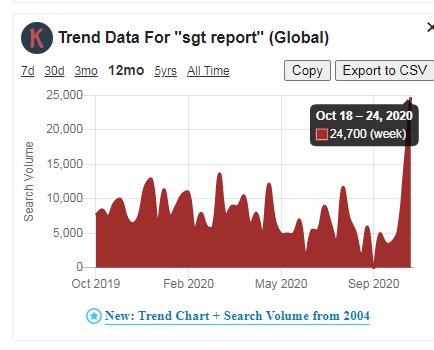 K Trend Data For "sgt report" (Global)
7d 30d 3mo 12mo 5yrs All Time Copy Export to CSV
25,000
Oct 18 – 24, 2020
24,700 (week)
20,000
15,000
10,000
5,000
0
Search Volume
Oct 2019 Feb 2020 May 2020 Sep 2020
New: Trend Chart + Search Volume from 2004